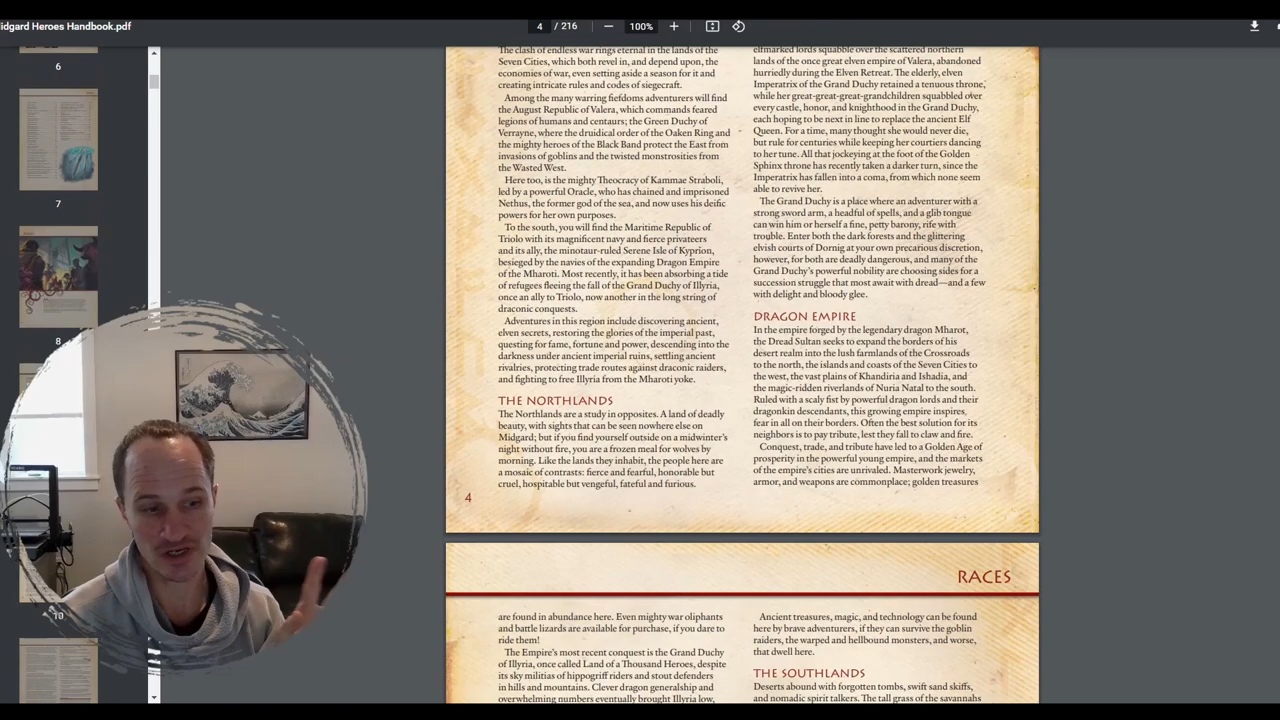 idgard Heroes Handbook.pdf
4 / 216
100%
6
7
8
10
The clash of endless war rings eternal in the lands of the
Seven Cities, which both revel in, and depend upon, the
economies of war, even setting aside a season for it and
creating intricate rules and codes of siegecraft.
Among the many warring fiefdoms adventurers will find
the August Republic of Valera, which commands feared
legions of humans and centaurs; the Green Duchy of
Verrayne, where the druidical order of the Oaken Ring and
the mighty heroes of the Black Band protect the East from
invasions of goblins and the twisted monstrosities from
the Wasted West.
Here too, is the mighty Theocracy of Kammae Straboli,
led by a powerful Oracle, who has chained and imprisoned
Nethus, the former god of the sea, and now uses his deific
powers for her own purposes.
To the south, you will find the Maritime Republic of
Triolo with its magnificent navy and fierce privateers
and its ally, the minotaur-ruled Serene Isle of Kyprion,
besieged by the navies of the expanding Dragon Empire
of the Mharoti. Most recently, it has been absorbing a tide
of refugees fleeing the fall of the Grand Duchy of Illyria,
once an ally to Triolo, now another in the long string of
draconic conquests.
Adventures in this region include discovering ancient,
elven secrets, restoring the glories of the imperial past,
questing for fame, fortune and power, descending into the
darkness under ancient imperial ruins, settling ancient
rivalries, protecting trade routes against draconic raiders,
and fighting to free Illyria from the Mharoti yoke.
THE NORTHLANDS
The Northlands are a study in opposites. A land of deadly
beauty, with sights that can be seen nowhere else on
Midgard; but if you find yourself outside on a midwinter's
night without fire, you are a frozen meal for wolves by
morning. Like the lands they inhabit, the people here are
a mosaic of contrasts: fierce and fearful, honorable but
cruel, hospitable but vengeful, fateful and furious.
4
elfmarked lords squabble over the scattered northern
lands of the once great elven empire of Valera, abandoned
hurriedly during the Elven Retreat. The elderly, elven
Imperatrix of the Grand Duchy retained a tenuous throne,
while her great-great-great-grandchildren squabbled over
every castle, honor, and knighthood in the Grand Duchy,
each hoping to be next in line to replace the ancient Elf
Queen. For a time, many thought she would never die,
but rule for centuries while keeping her courtiers dancing
to her tune. All that jockeying at the foot of the Golden
Sphinx throne has recently taken a darker turn, since the
Imperatrix has fallen into a coma, from which none seem
able to revive her.
The Grand Duchy is a place where an adventurer with a
strong sword arm, a headful of spells, and a glib tongue
can win him or herself a fine, petty barony, rife with
trouble. Enter both the dark forests and the glittering
elvish courts of Dornig at your own precarious discretion,
however, for both are deadly dangerous, and many of the
Grand Duchy's powerful nobility are choosing sides for a
succession struggle that most await with dread—and a few
with delight and bloody glee.
DRAGON EMPIRE
In the empire forged by the legendary dragon Mharot,
the Dread Sultan seeks to expand the borders of his
desert realm into the lush farmlands of the Crossroads
to the north, the islands and coasts of the Seven Cities to
the west, the vast plains of Khandiria and Ishadia, and
the magic-ridden riverlands of Nuria Natal to the south.
Ruled with a scaly fist by powerful dragon lords and their
dragonkin descendants, this growing empire inspires
fear in all on their borders. Often the best solution for its
neighbors is to pay tribute, lest they fall to claw and fire.
Conquest, trade, and tribute have led to a Golden Age of
prosperity in the powerful young empire, and the markets
of the empire's cities are unrivaled. Masterwork jewelry,
armor, and weapons are commonplace; golden treasures
RACES
are found in abundance here. Even mighty war oliphants
and battle lizards are available for purchase, if you dare to
ride them!
The Empire's most recent conquest is the Grand Duchy
of Illyria, once called Land of a Thousand Heroes, despite
its sky militias of hippogriff riders and stout defenders
in hills and mountains. Clever dragon generalship and
overwhelming numbers eventually brought Illyria low,
Ancient treasures, magic, and technology can be found
here by brave adventurers, if they can survive the goblin
raiders, the warped and hellbound monsters, and worse,
that dwell here.
THE SOUTHLANDS
Deserts abound with forgotten tombs, swift sand skiffs,
and nomadic spirit talkers. The tall grass of the savannahs